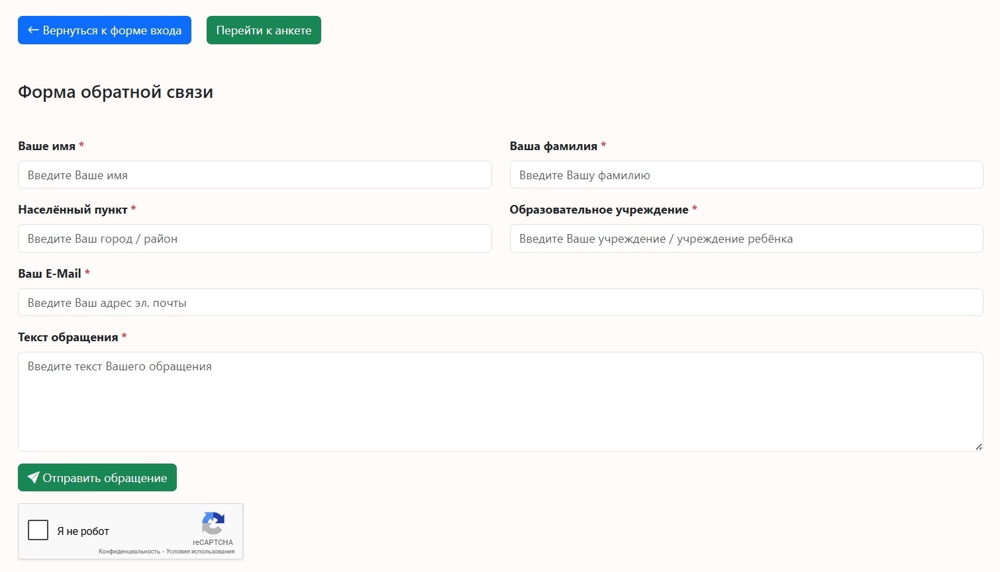 ← Вернуться к форме входа
Перейти к анкете
Форма обратной связи
Ваше имя *
Ваша фамилия *
Введите Ваше имя
Введите Вашу фамилию
Населённый пункт *
Образовательное учреждение *
Введите Ваш город / район
Введите Ваше учреждение / учреждение ребёнка
Ваш E-Mail *
Введите Ваш адрес эл. почты
Текст обращения *
Введите текст Вашего обращения
Отправить обращение
Я не робот
reCAPTCHA
Конфиденциальность - Условия использования